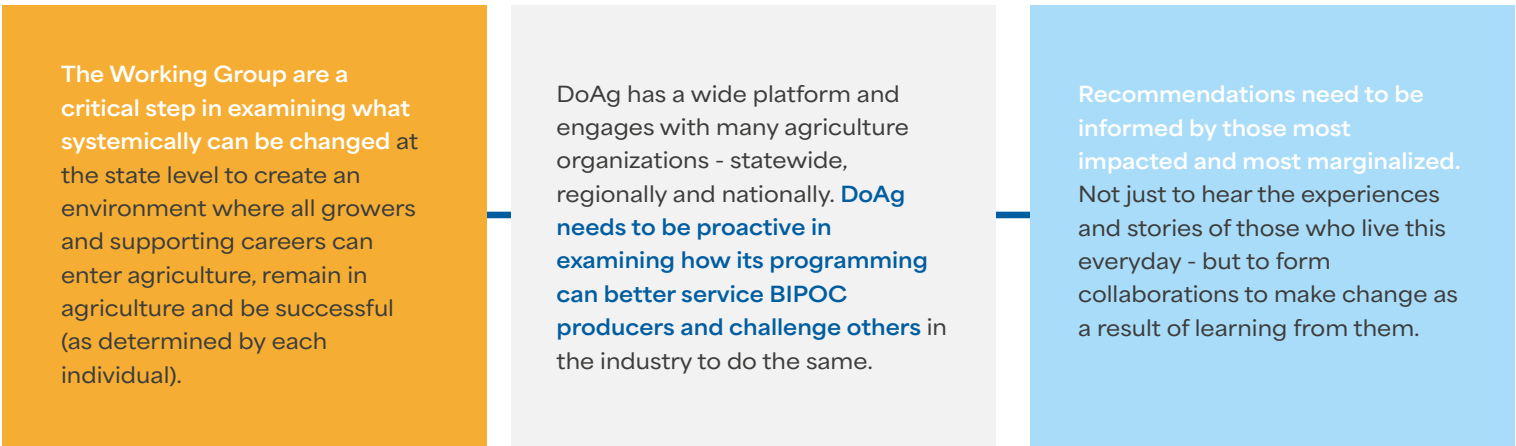 The Working Group are a
critical step in examining what
systemically can be changed at
the state level to create an
environment where all growers
and supporting careers can
enter agriculture, remain in
agriculture and be successful
(as determined by each
individual).
DoAg has a wide platform and
engages with many agriculture
organizations - statewide,
regionally and nationally. DoAg
needs to be proactive in
examining how its programming
can better service BIPOC
producers and challenge others in
the industry to do the same.
Recommendations need to be
informed by those most
impacted and most marginalized.
Not just to hear the experiences
and stories of those who live this
everyday - but to form
collaborations to make change as
a result of learning from them.